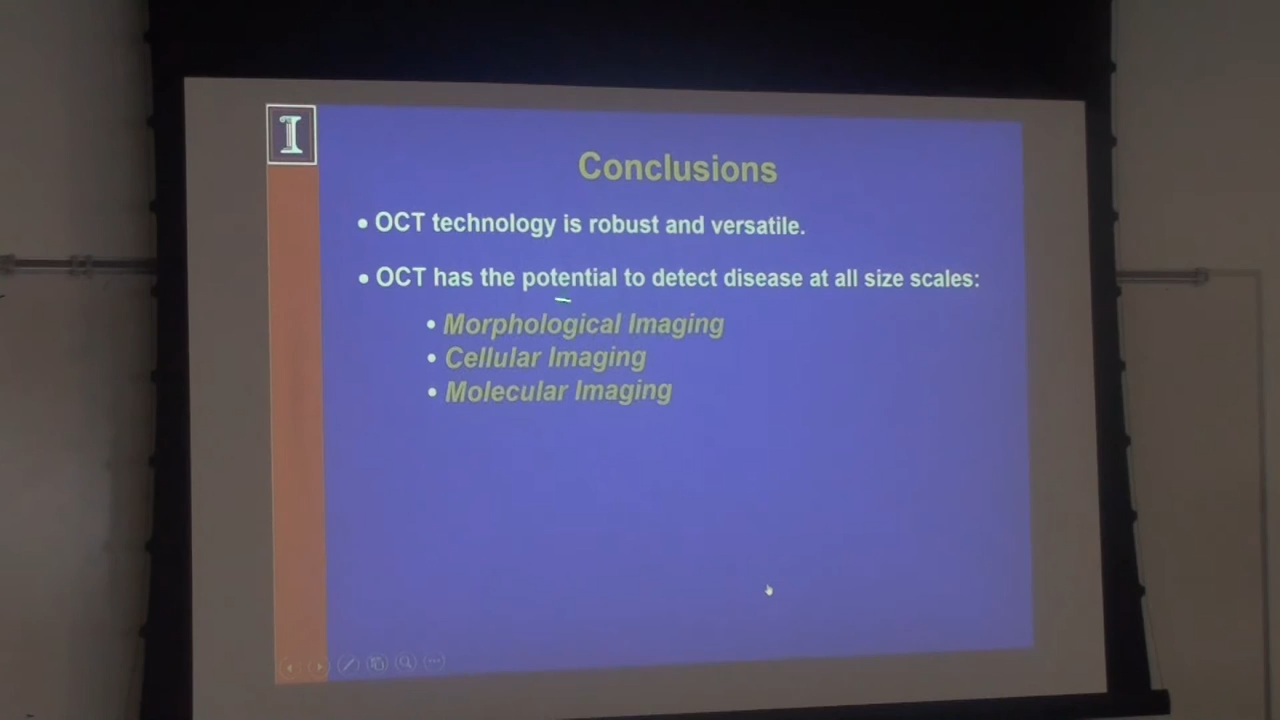 I
Conclusions
• OCT technology is robust and versatile.
• OCT has the potential to detect disease at all size scales:
• Morphological Imaging
• Cellular Imaging
• Molecular Imaging